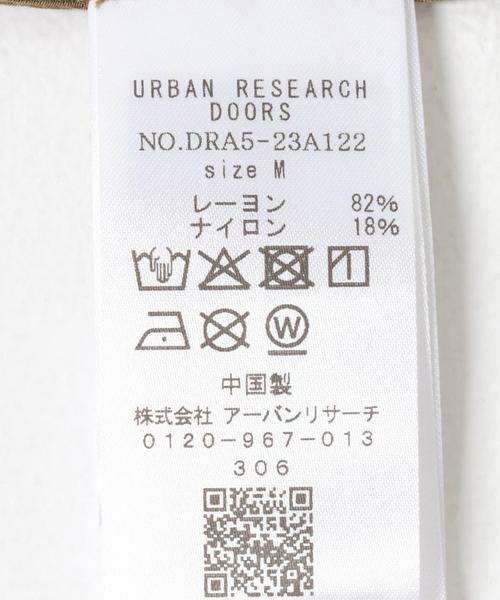 URBAN RESEARCH
DOORS
NO.DRA5-23A122
size M
レーヨン 82%
ナイロン 18%
W
中国製
株式会社 アーバンリサーチ
0120-967-013
306